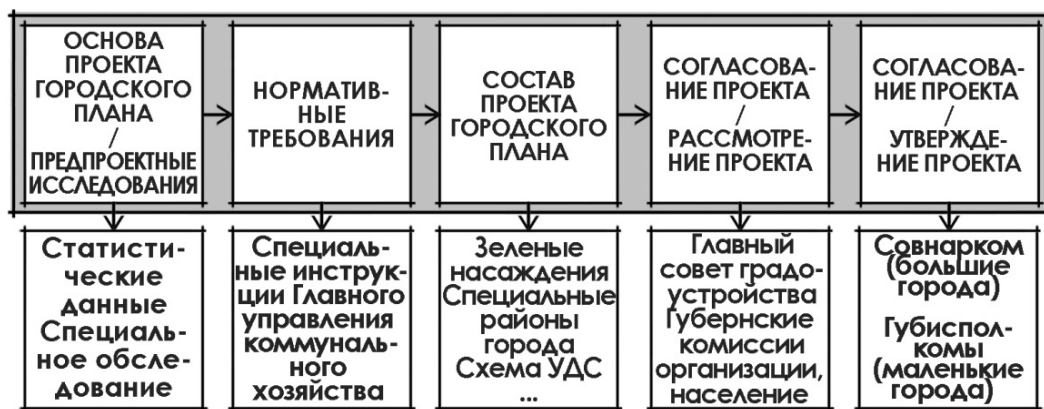 ОСНОВА
ПРОЕКТА
ГОРОДСКОГО
ПЛАНА
/
ПРЕДПРОЕКТНЫЕ
ИССЛЕДОВАНИЯ
НОРМАТИВ-
НЫЕ
ТРЕБОВАНИЯ
СОСТАВ
ПРОЕКТА
ГОРОДСКОГО
ПЛАНА
СОГЛАСОВА-
НИЕ ПРОЕКТА
/
РАССМОТРЕ-
НИЕ ПРОЕКТА
СОГЛАСОВА-
НИЕ ПРОЕКТА
/
УТВЕРЖДЕ-
НИЕ ПРОЕКТА
Статисти-
ческие
данные
Специаль-
ное обсле-
дование
Специаль-
ные инструк-
ции Главного
управления
коммуналь-
ного
хозяйства
Зеленые
насаждения
Специальные
районы
города
Схема УДС
...
Главный
совет градо-
устройства
Губернские
комиссии
организации,
население
Совнарком
(большие
города)
Губиспол-
комы
(маленькие
города)